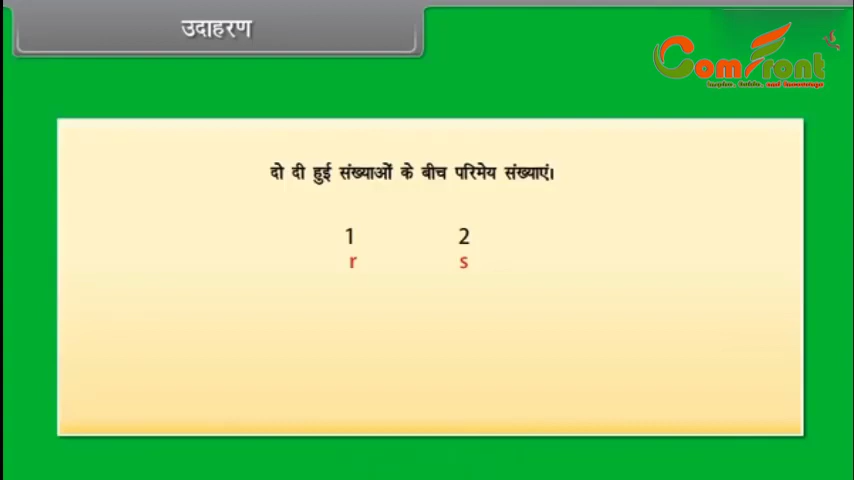 उदाहरण
ComFront
दो दी हुई संख्याओं के बीच परिमेय संख्याएं।
1 2
r s